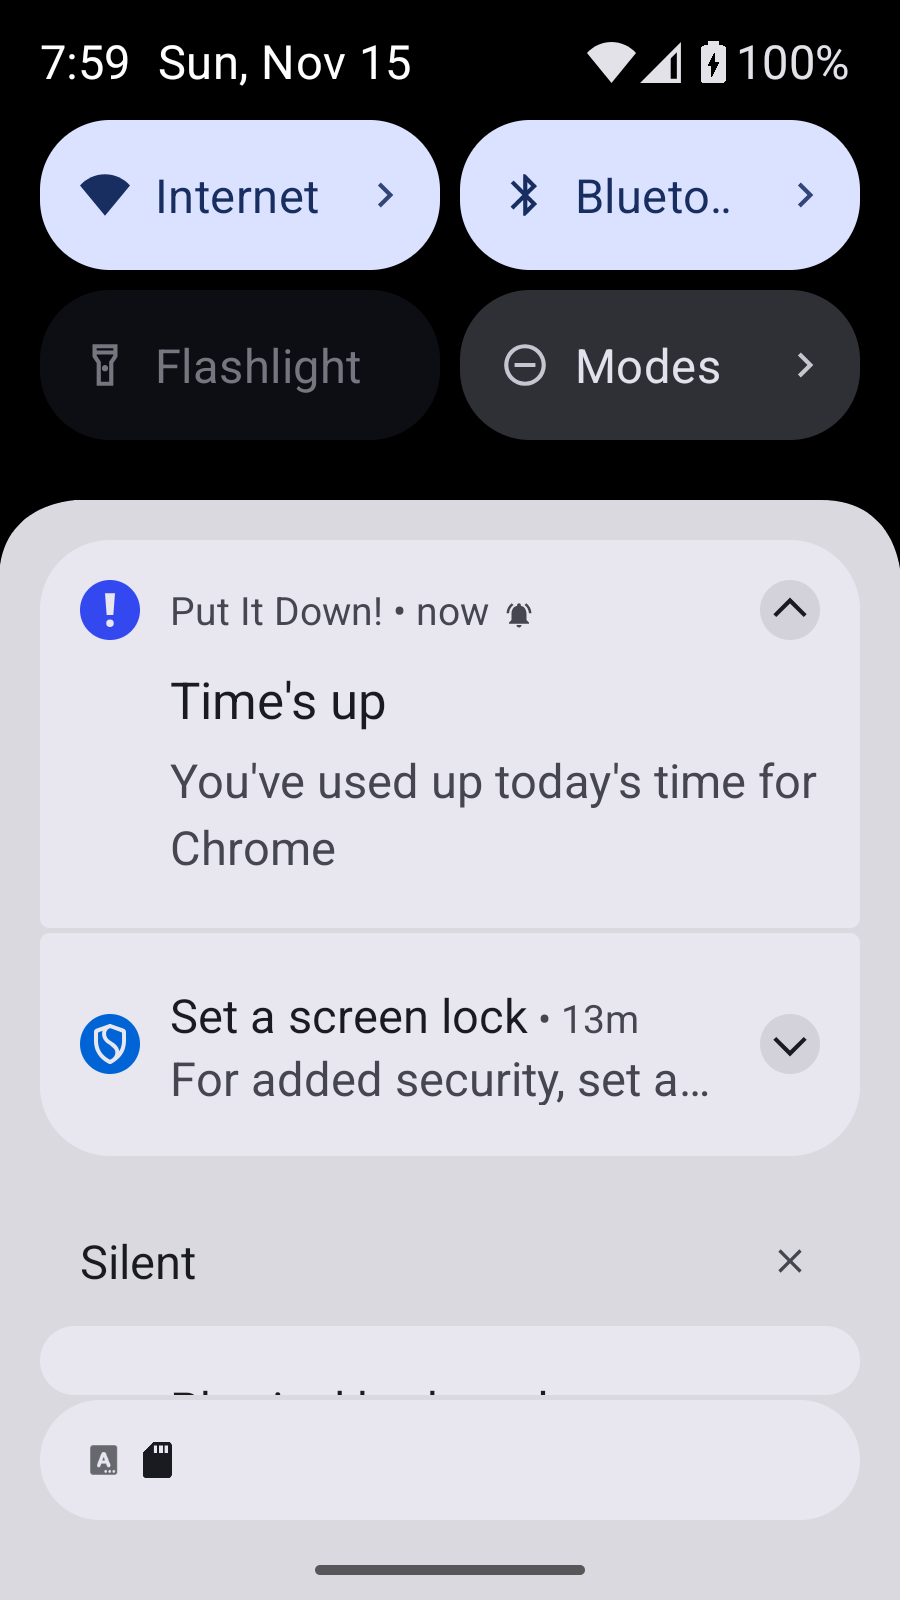 7:59 Sun, Nov 15 100%
Internet
Blueto..
Flashlight
Modes
Put It Down! • now
Time's up
You've used up today's time for
Chrome
Set a screen lock • 13m
For added security, set a...
Silent